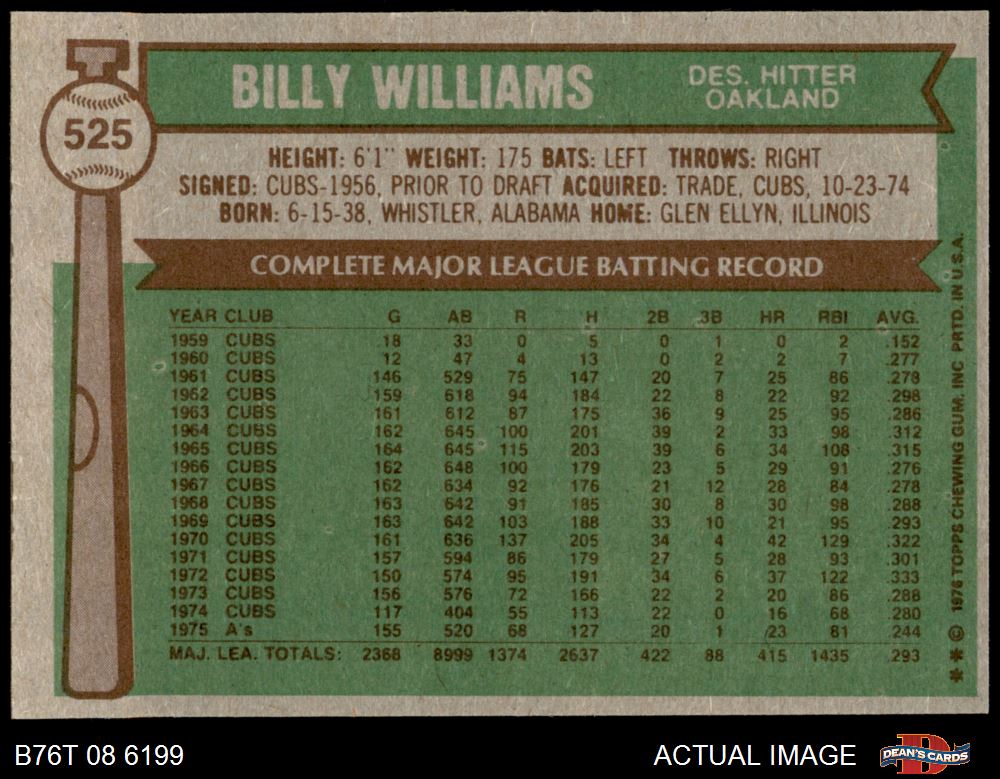 BILLY WILLIAMS
DES. HITTER
OAKLAND
525
HEIGHT: 6'1" WEIGHT: 175 BATS: LEFT THROWS: RIGHT
SIGNED: CUBS-1956, PRIOR TO DRAFT ACQUIRED: TRADE, CUBS, 10-23-74
BORN: 6-15-38, WHISTLER, ALABAMA HOME: GLEN ELLYN, ILLINOIS
COMPLETE MAJOR LEAGUE BATTING RECORD
YEAR CLUB G AB R H 2B 3B HR RBI AVG.
1959 CUBS 18 33 0 5 0 1 0 2 .152
1960 CUBS 12 47 4 13 0 2 2 7 .277
1961 CUBS 146 529 75 147 20 7 25 86 .278
1962 CUBS 159 618 94 184 22 8 22 92 .298
1963 CUBS 161 612 87 175 36 9 25 95 .286
1964 CUBS 162 645 100 201 39 2 33 98 .312
1965 CUBS 164 645 115 203 39 6 34 108 .315
1966 CUBS 162 648 100 179 23 5 29 91 .276
1967 CUBS 162 634 92 176 21 12 28 84 .278
1968 CUBS 163 642 91 185 30 8 30 98 .288
1969 CUBS 163 642 103 188 33 10 21 95 .293
1970 CUBS 161 636 137 205 34 4 42 129 .322
1971 CUBS 157 594 86 179 27 5 28 93 .301
1972 CUBS 150 574 95 191 34 6 37 122 .333
1973 CUBS 156 576 72 166 22 2 20 86 .288
1974 CUBS 117 404 55 113 22 0 16 68 .280
1975 A's 155 520 68 127 20 1 23 81 .244
MAJ. LEA. TOTALS: 2368 8999 1374 2637 422 88 415 1435 .293
* * © 1976 TOPPS CHEWING GUM, INC PRTD. IN U.S.A.
B76T 08 6199
ACTUAL IMAGE
D
DEAN'S CARDS